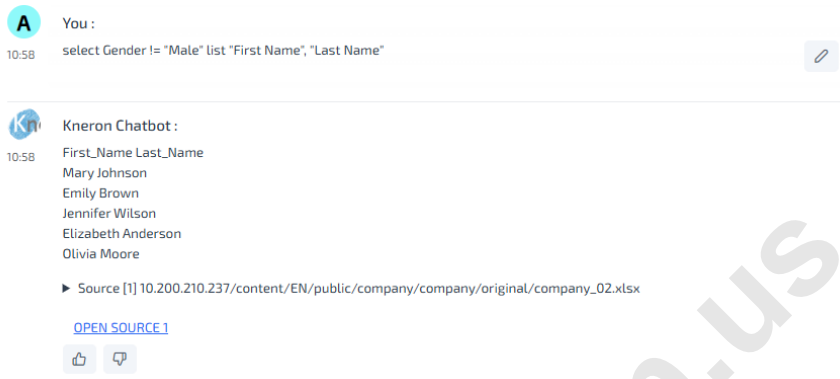 A
You :
10:58
select Gender != "Male" list "First Name", "Last Name"
Kn
Kneron Chatbot :
10:58
First_Name Last_Name
Mary Johnson
Emily Brown
Jennifer Wilson
Elizabeth Anderson
Olivia Moore
▶ Source [1] 10.200.210.237/content/EN/public/company/company/original/company_02.xlsx
OPEN SOURCE 1
.us